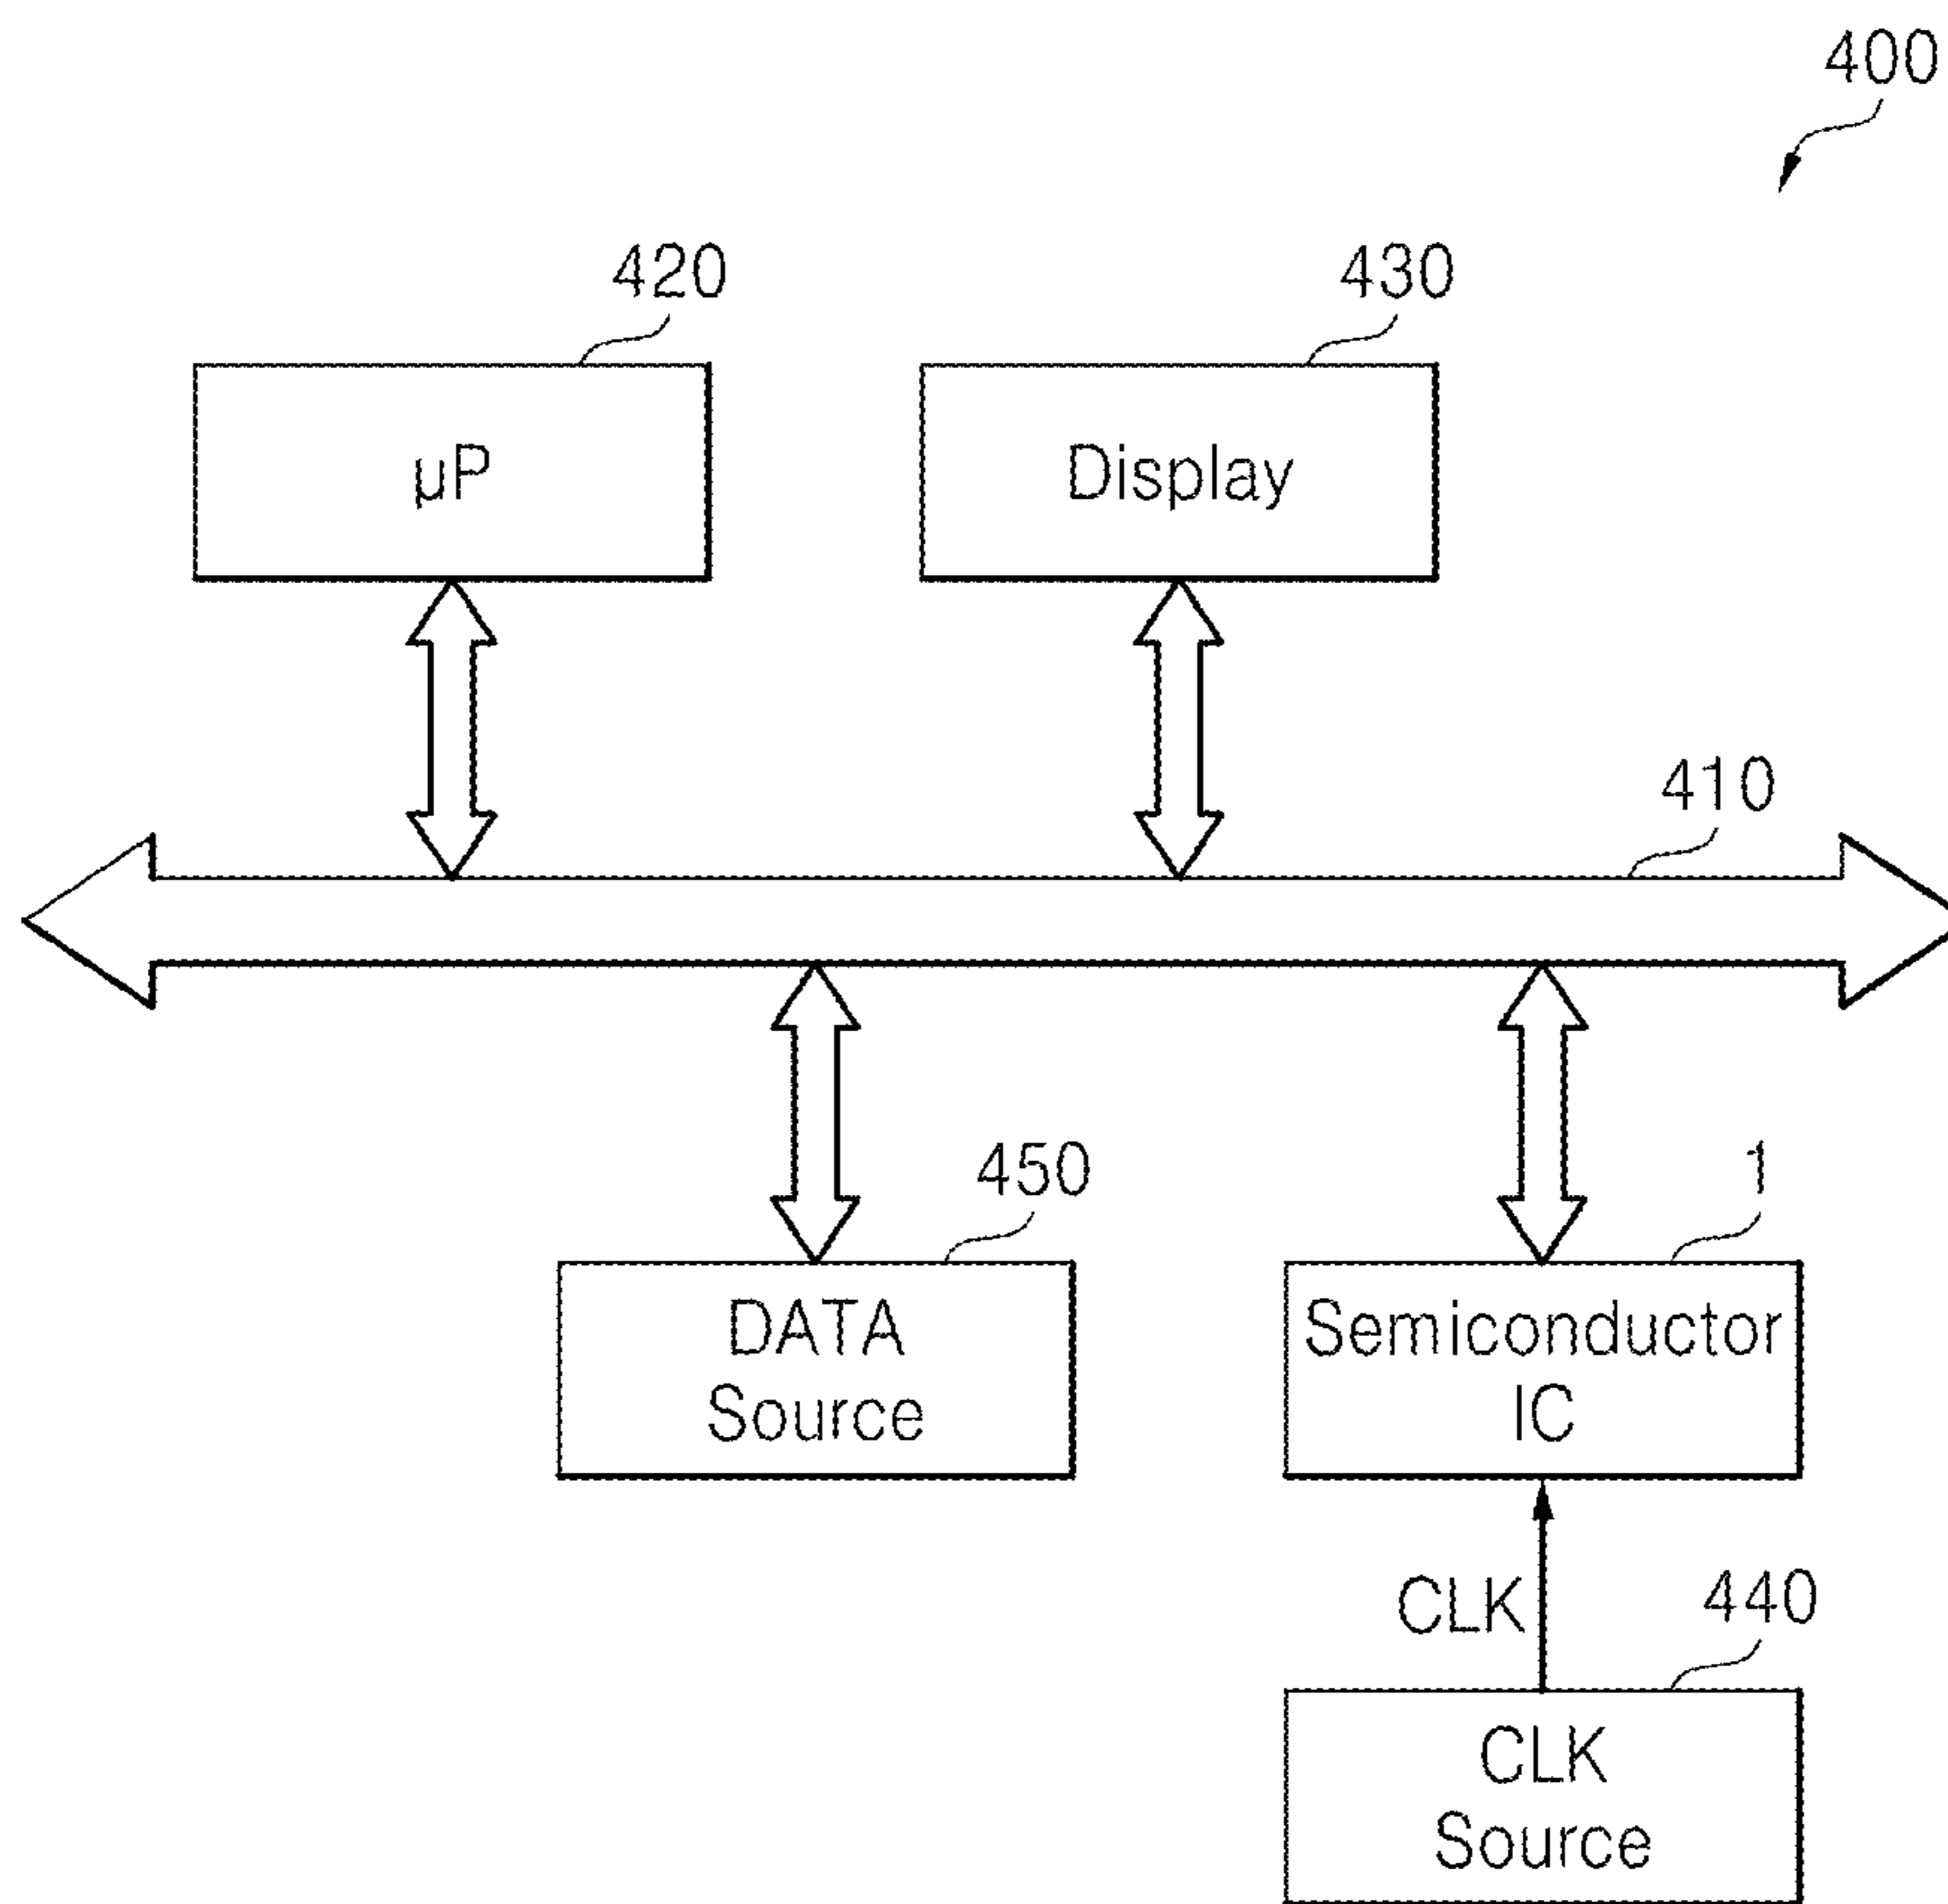 400
420
430
µP
Display
410
450
1
DATA
Source
Semiconductor
IC
CLK
440
CLK
Source